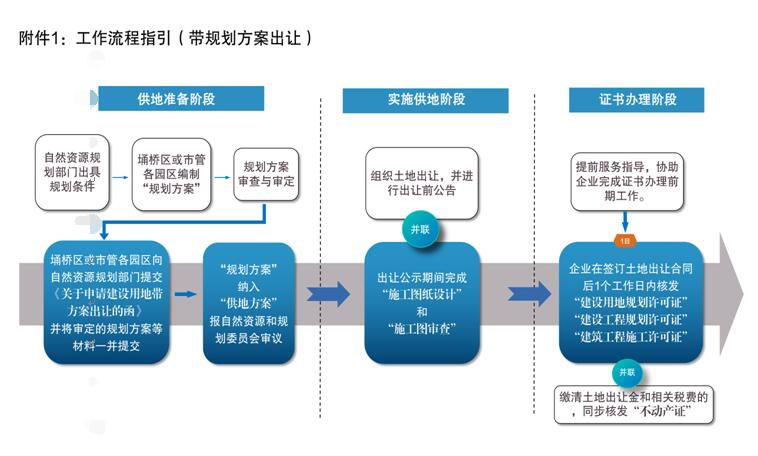 附件1：工作流程指引（带规划方案出让）
供地准备阶段
实施供地阶段
证书办理阶段
自然资源规
划部门出具
规划条件
埇桥区或市管
各园区编制
“规划方案”
规划方案
审查与审定
组织土地出让，并进
行出让前公告
提前服务指导，协助
企业完成证书办理前
期工作。
并联
1日
埇桥区或市管各园区向
自然资源规划部门提交
《关于申请建设用地带
方案出让的函》
并将审定的规划方案等
材料一并提交
“规划方案”
纳入
“供地方案”
报自然资源和规
划委员会审议
出让公示期间完成
“施工图纸设计”
和
“施工图审查”
企业在签订土地出让合同
后1个工作日内核发
“建设用地规划许可证”
“建设工程规划许可证”
“建筑工程施工许可证”
并联
缴清土地出让金和相关税费的
，同步核发“不动产证”